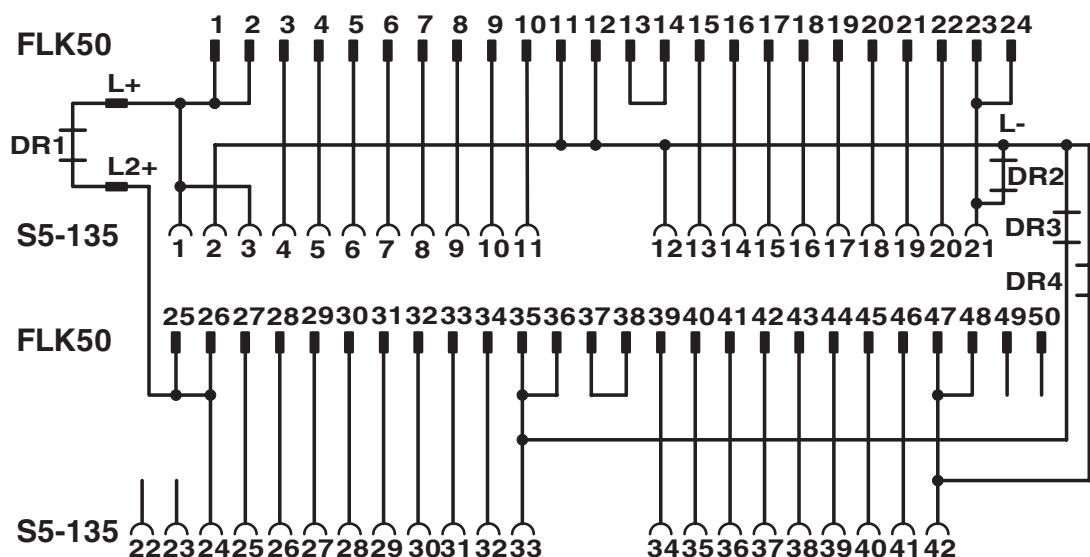 1 2 3 4 5 6 7 8 9 10 11 12 13 14 15 16 17 18 19 20 21 22 23 24
FLK50
L+
L-
DR1
DR2
L2+
DR3
S5-135
1 2 3 4 5 6 7 8 9 10 11 12 13 14 15 16 17 18 19 20 21
DR4
25 26 27 28 29 30 31 32 33 34 35 36 37 38 39 40 41 42 43 44 45 46 47 48 49 50
FLK50
S5-135
22 23 24 25 26 27 28 29 30 31 32 33 34 35 36 37 38 39 40 41 42